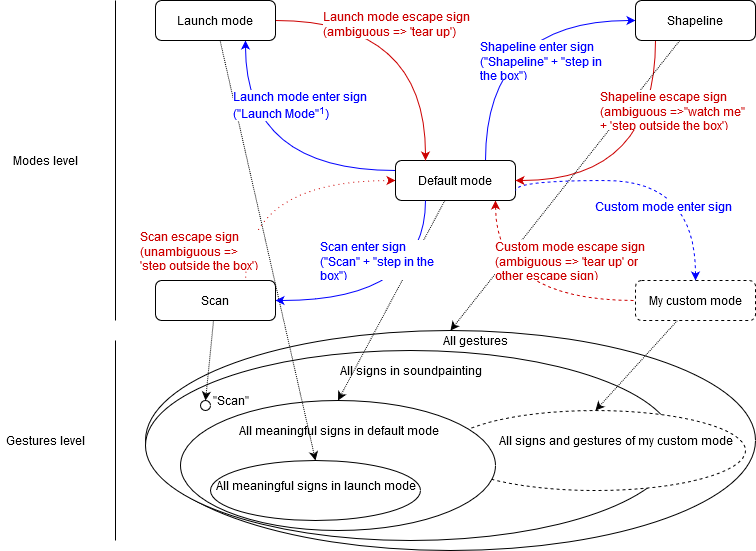 Launch mode
Launch mode escape sign
(ambiguous => 'tear up')
Shapeline
Shapeline enter sign
("Shapeline" + "step in
the box")
Launch mode enter sign
("Launch Mode"¹)
Shapeline escape sign
(ambiguous =>"watch me"
+ 'step outside the box')
Modes level
Default mode
Custom mode enter sign
Scan escape sign
(unambiguous =>
'step outside the box')
Scan enter sign
("Scan" + "step in the
box")
Custom mode escape sign
(ambiguous => 'tear up' or
other escape sign)
Scan
My custom mode
All gestures
All signs in soundpainting
"Scan"
All meaningful signs in default mode
All signs and gestures of my custom mode
Gestures level
All meaningful signs in launch mode